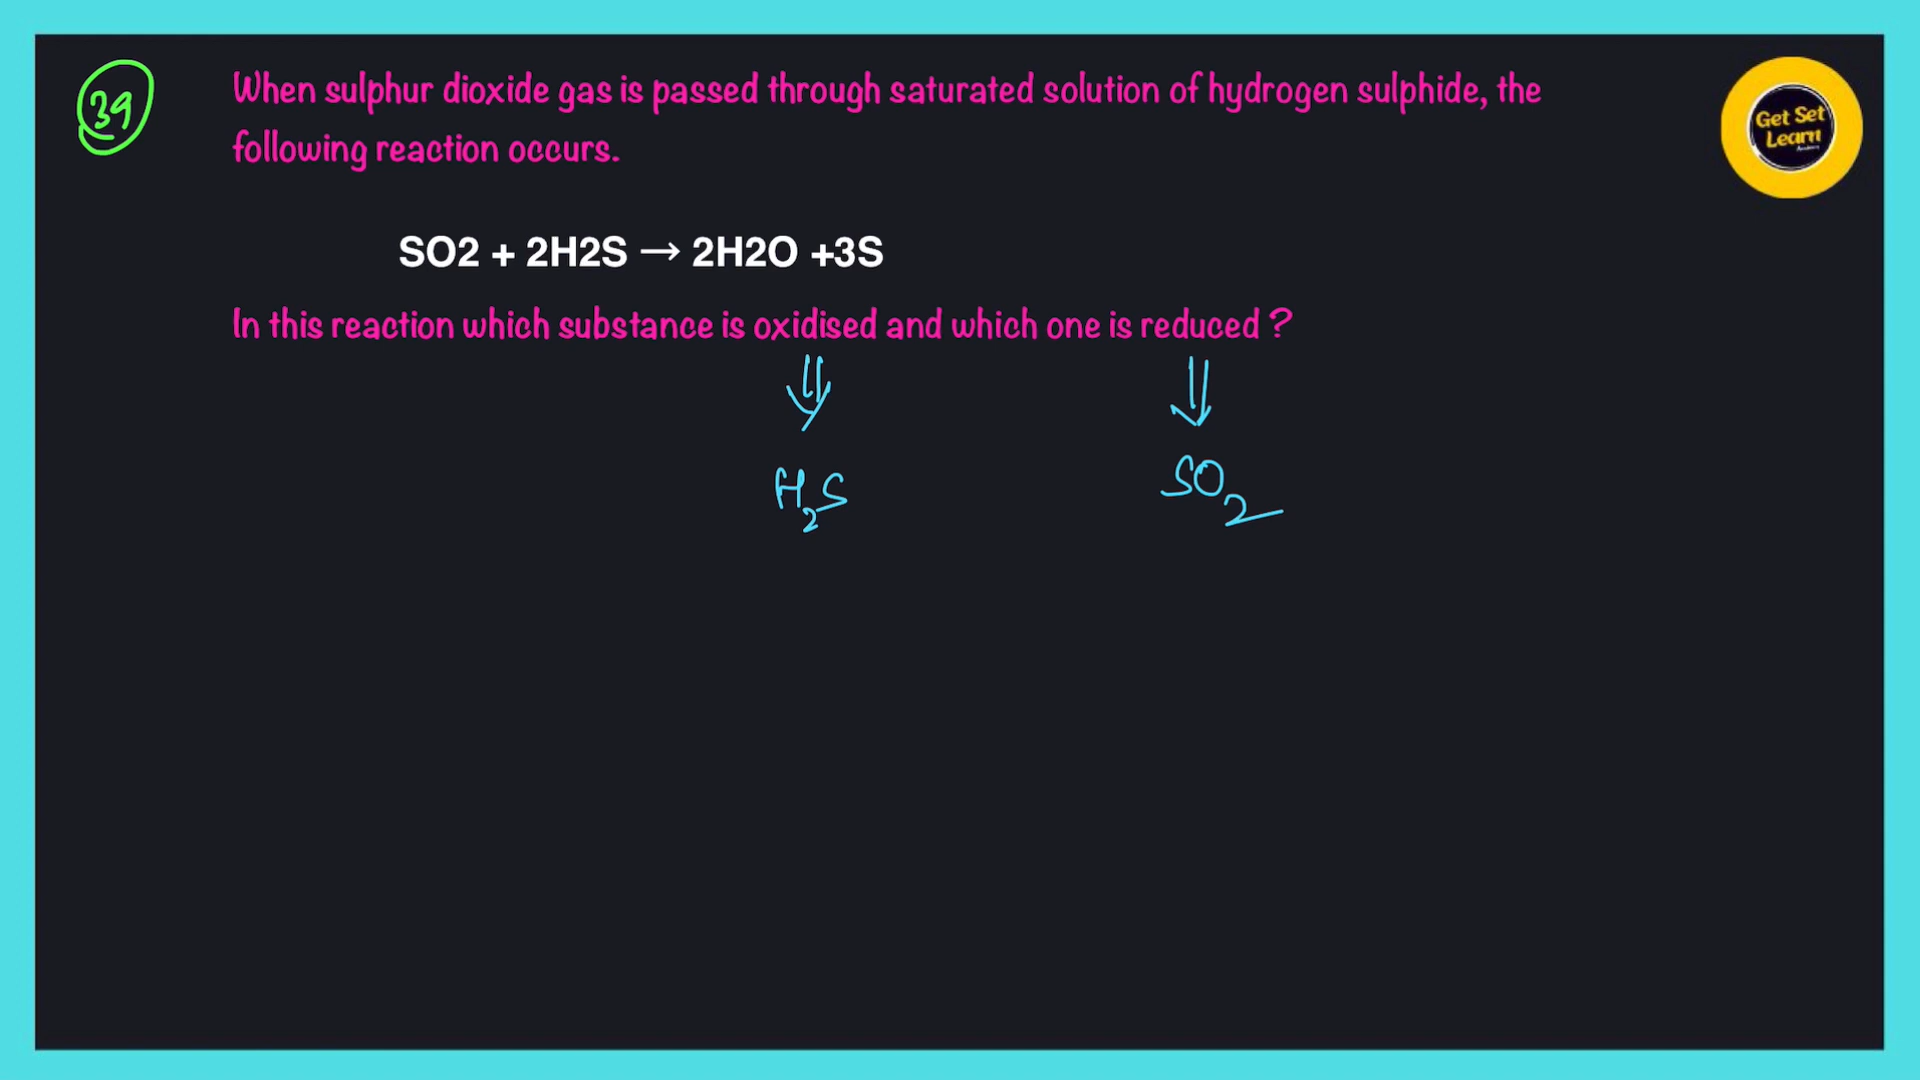 39
When sulphur dioxide gas is passed through saturated solution of hydrogen sulphide, the
following reaction occurs.
Get Set
Learn
SO2 + 2H2S → 2H2O +3S
In this reaction which substance is oxidised and which one is reduced ?
H₂S SO₂